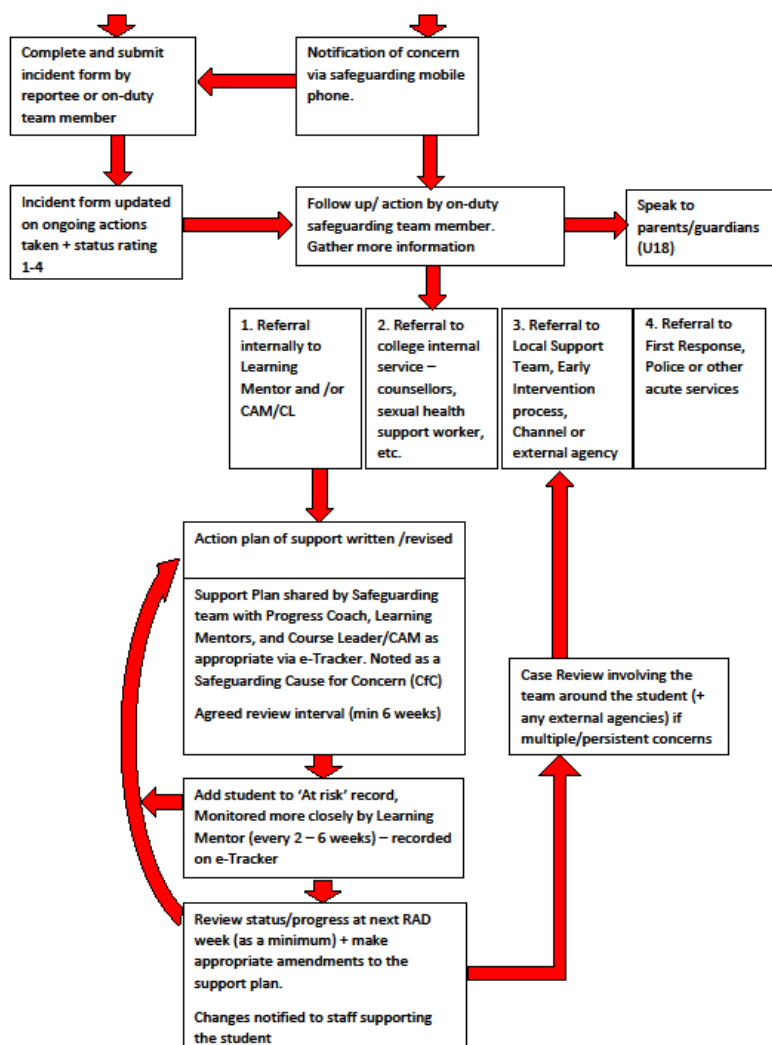 Complete and submit
incident form by
reportee or on-duty
team member
Notification of concern
via safeguarding mobile
phone.
Incident form updated
on ongoing actions
taken + status rating
1-4
Follow up/ action by on-duty
safeguarding team member.
Gather more information
Speak to
parents/guardians
(U18)
1. Referral
internally to
Learning
Mentor and /or
CAM/CL
2. Referral to
college internal
service –
counsellors,
sexual health
support worker,
etc.
3. Referral to
Local Support
Team, Early
Intervention
process,
Channel or
external agency
4. Referral to
First Response,
Police or other
acute services
Action plan of support written /revised
Support Plan shared by Safeguarding
team with Progress Coach, Learning
Mentors, and Course Leader/CAM as
appropriate via e-Tracker. Noted as a
Safeguarding Cause for Concern (CfC)
Agreed review interval (min 6 weeks)
Case Review involving the
team around the student (+
any external agencies) if
multiple/persistent concerns
Add student to ‘At risk’ record,
Monitored more closely by Learning
Mentor (every 2 – 6 weeks) – recorded
on e-Tracker
Review status/progress at next RAD
week (as a minimum) + make
appropriate amendments to the
support plan.
Changes notified to staff supporting
the student